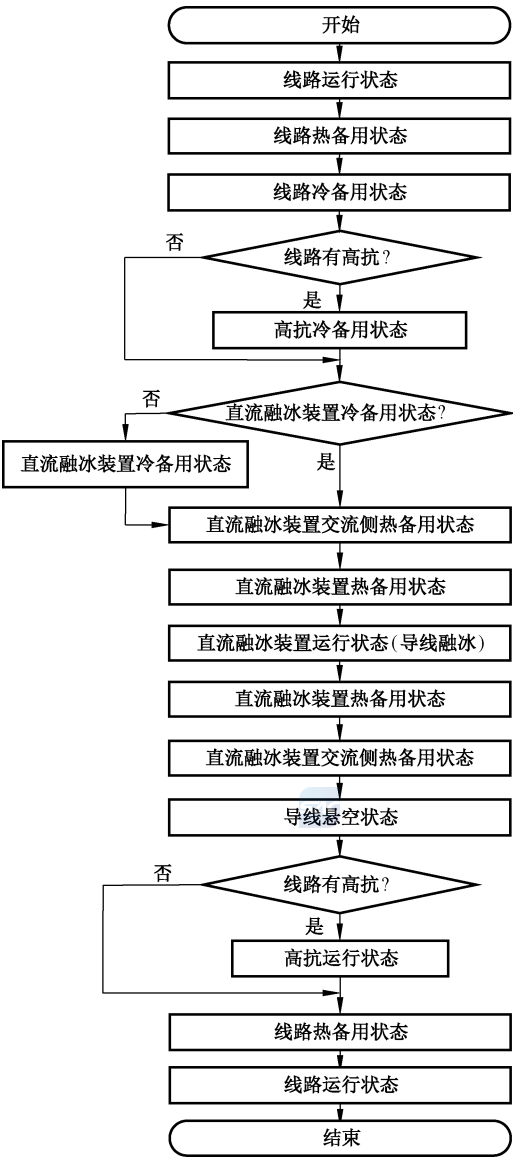 开始
线路运行状态
线路热备用状态
线路冷备用状态
线路有高抗?
否
是
高抗冷备用状态
直流融冰装置冷备用状态?
否
直流融冰装置冷备用状态
是
直流融冰装置交流侧热备用状态
直流融冰装置热备用状态
直流融冰装置运行状态(导线融冰)
直流融冰装置热备用状态
直流融冰装置交流侧热备用状态
导线悬空状态
线路有高抗?
否
是
高抗运行状态
线路热备用状态
线路运行状态
结束